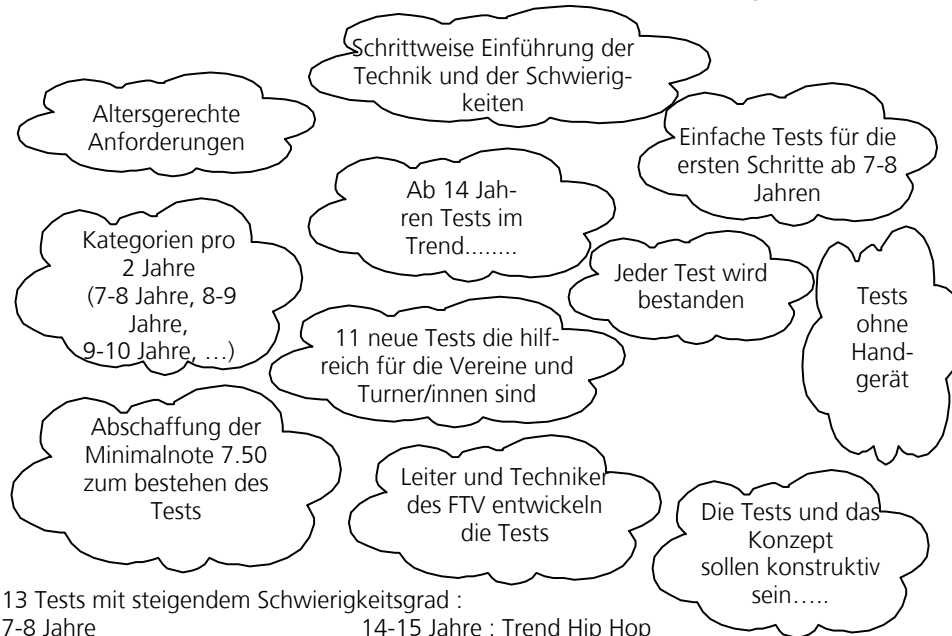 Schrittweise Einführung der
Technik und der Schwierig-
keiten
Altersgerechte
Anforderungen
Einfache Tests für die
ersten Schritte ab 7-8
Jahren
Ab 14 Jah-
ren Tests im
Trend........
Kategorien pro
2 Jahre
(7-8 Jahre, 8-9
Jahre,
9-10 Jahre, …)
Jeder Test wird
bestanden
Tests
ohne
Hand-
gerät
11 neue Tests die hilf-
reich für die Vereine und
Turner/innen sind
Abschaffung der
Minimalnote 7.50
zum bestehen des
Tests
Leiter und Techniker
des FTV entwickeln
die Tests
Die Tests und das
Konzept
sollen konstruktiv
sein…..
13 Tests mit steigendem Schwierigkeitsgrad :
7-8 Jahre
14-15 Jahre : Trend Hip Hop